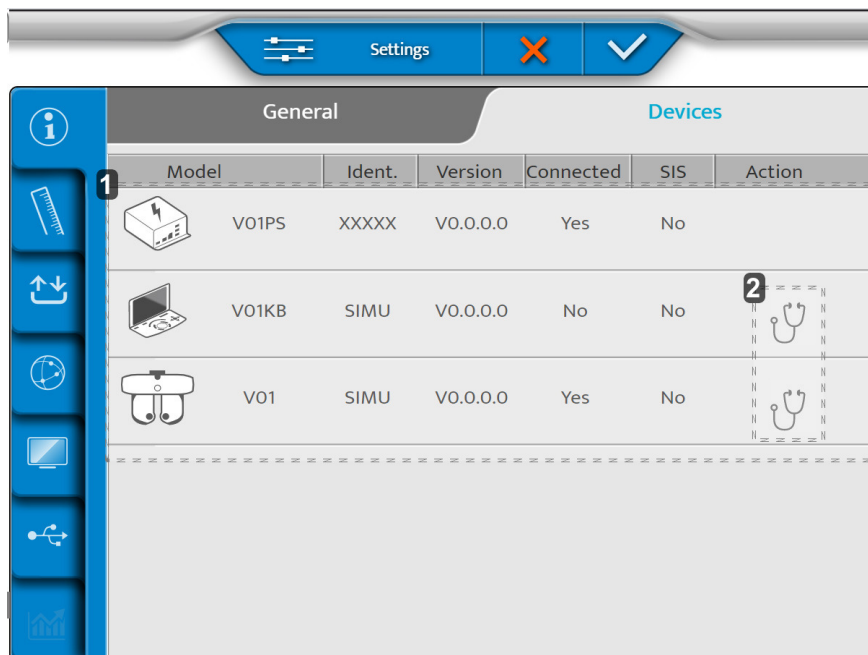 Settings
General Devices
1 Model Ident. Version Connected SIS Action
V01PS XXXXX V0.0.0.0 Yes No
2
V01KB SIMU V0.0.0.0 No No
V01 SIMU V0.0.0.0 Yes No